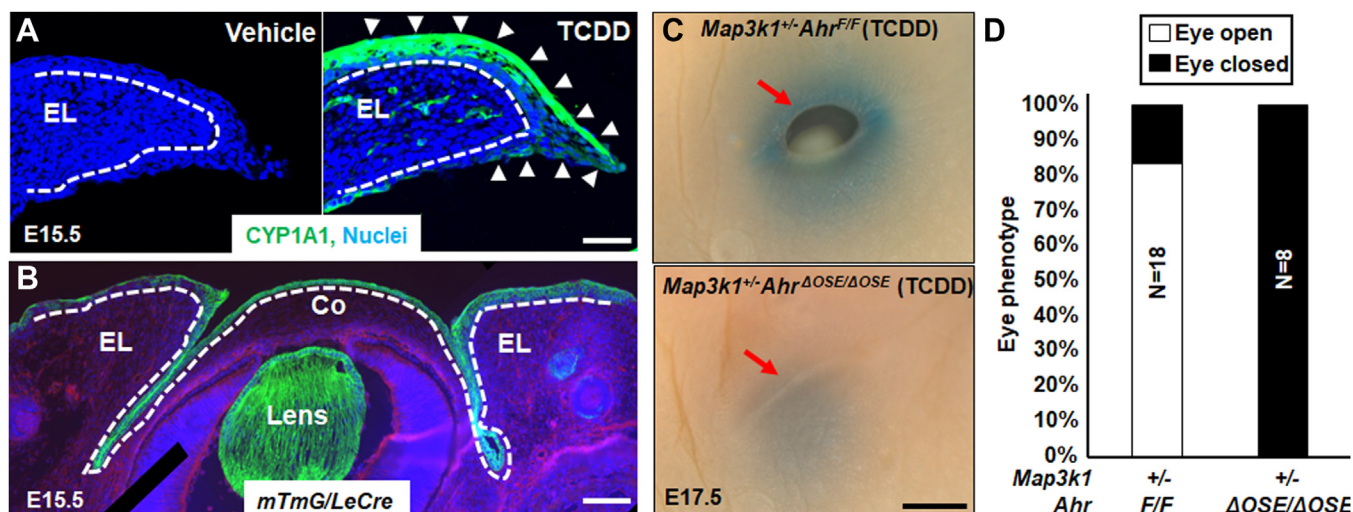 A
Vehicle
TCDD
EL
EL
E15.5
CYP1A1, Nuclei
B
Co
EL
EL
Lens
E15.5
mTmG/LeCre
C
Map3k1+/-AhrF/F (TCDD)
Map3k1+/-AhrΔOSE/ΔOSE (TCDD)
E17.5
D
Eye open
Eye closed
Eye phenotype
100%
90%
80%
70%
60%
50%
40%
30%
20%
10%
0%
N=18
N=8
Map3k1 +/- +/-
Ahr F/F ΔOSE/ΔOSE